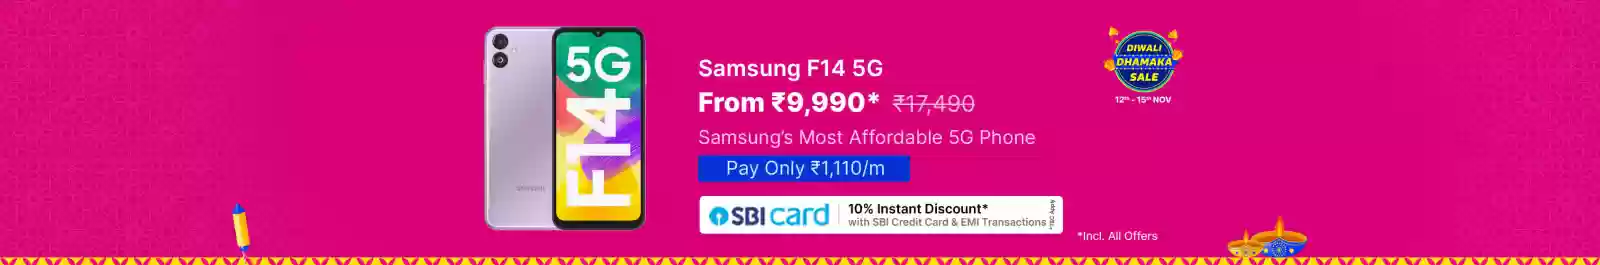 5G
F14
SAMSUNG
Samsung F14 5G
From ₹9,990* ₹17,490
Samsung's Most Affordable 5G Phone
Pay Only ₹1,110/m
SBI card
10% Instant Discount*
with SBI Credit Card & EMI Transactions
*T&C Apply
*Incl. All Offers
DIWALI
DHAMAKA
SALE
12th - 15th NOV